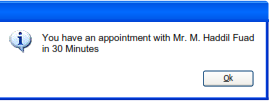 You have an appointment with Mr. M. Haddil Fuad
in 30 Minutes
Ok